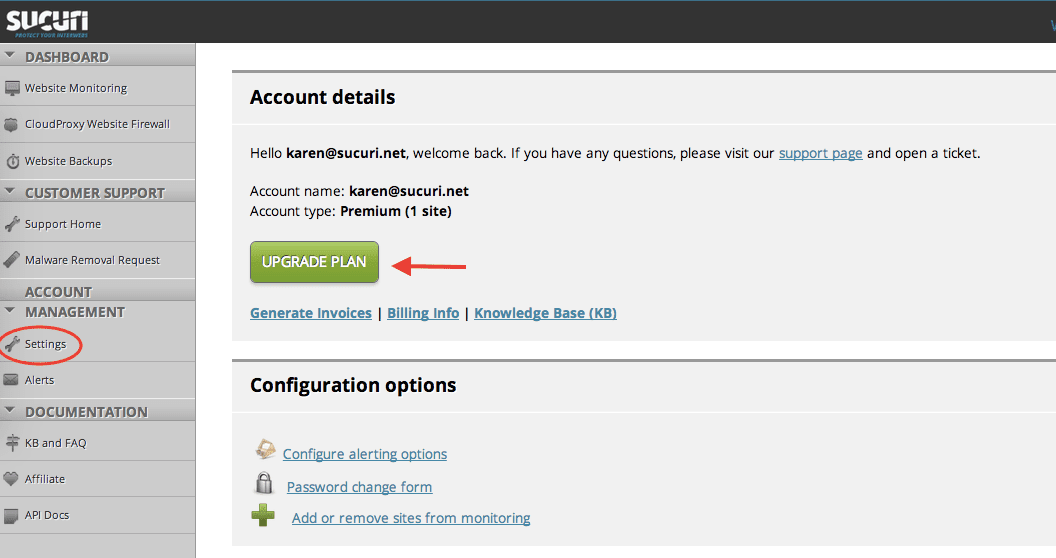 SUCURI
PROTECT YOUR INTERWEBS
DASHBOARD
Website Monitoring
CloudProxy Website Firewall
Website Backups
CUSTOMER SUPPORT
Support Home
Malware Removal Request
ACCOUNT
MANAGEMENT
Settings
Alerts
DOCUMENTATION
KB and FAQ
Affiliate
API Docs
Account details
Hello karen@sucuri.net, welcome back. If you have any questions, please visit our support page and open a ticket.
Account name: karen@sucuri.net
Account type: Premium (1 site)
UPGRADE PLAN
Generate Invoices | Billing Info | Knowledge Base (KB)
Configuration options
Configure alerting options
Password change form
Add or remove sites from monitoring